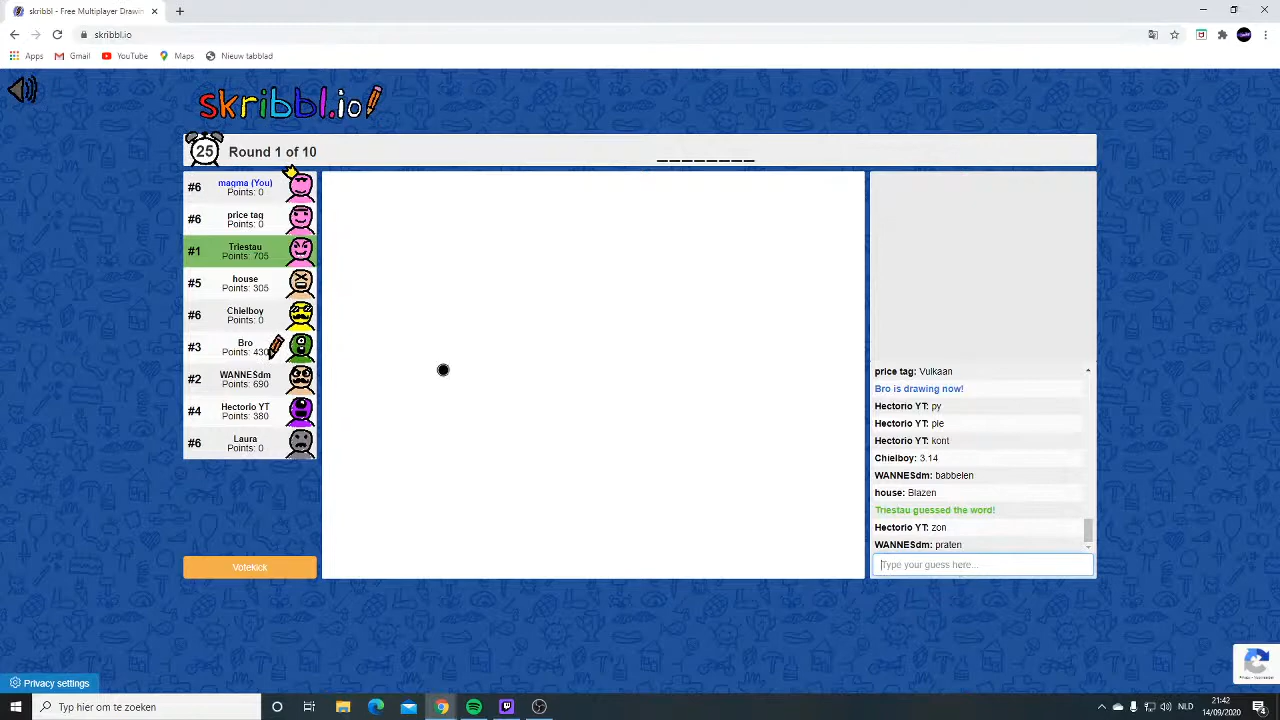 skribbl - Free Multiplayer Drawin
skribbl.io
Apps
Gmail
YouTube
Maps
Nieuw tabblad
skribbl.io
25
Round 1 of 10
________
#6
magma (You)
Points: 0
#6
price tag
Points: 0
#1
Triestau
Points: 705
#5
house
Points: 305
#6
Chielboy
Points: 0
#3
Bro
Points: 430
#2
WANNESdm
Points: 690
#4
Hectorio YT
Points: 380
#6
Laura
Points: 0
Votekick
price tag: Vulkaan
Bro is drawing now!
Hectorio YT: py
Hectorio YT: pie
Hectorio YT: kont
Chielboy: 3.14
WANNESdm: babbelen
house: Blazen
Triestau guessed the word!
Hectorio YT: zon
WANNESdm: praten
Type your guess here...
Privacy settings
Typ hier om te zoeken
NLD
21:42
14/09/2020